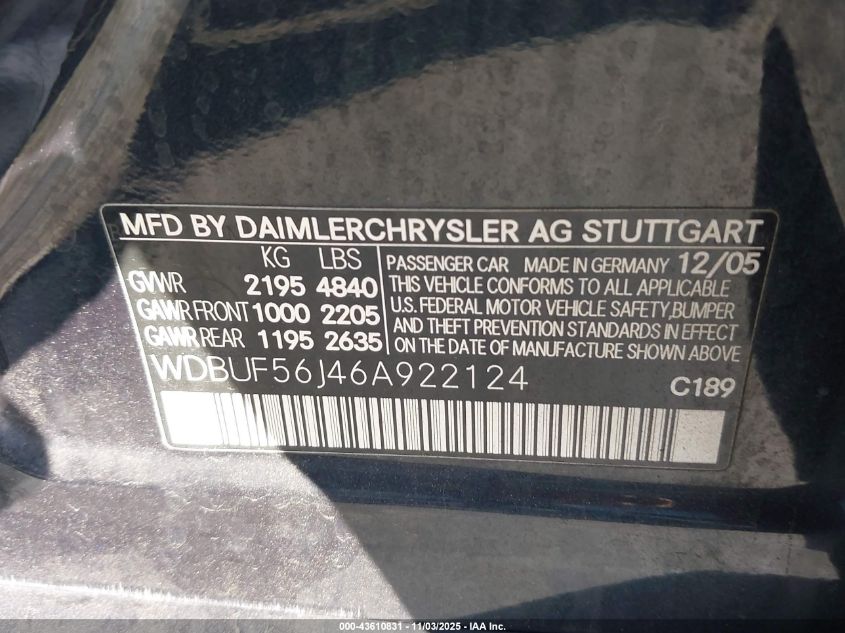 MFD BY DAIMLERCHRYSLER AG STUTTGART
KG LBS
GVWR 2195 4840
GAWR FRONT 1000 2205
GAWR REAR 1195 2635
PASSENGER CAR MADE IN GERMANY 12/05
THIS VEHICLE CONFORMS TO ALL APPLICABLE
U.S. FEDERAL MOTOR VEHICLE SAFETY,BUMPER
AND THEFT PREVENTION STANDARDS IN EFFECT
ON THE DATE OF MANUFACTURE SHOWN ABOVE
WDBUF56J46A922124
C189
000-43610831 - 11/03/2025 - IAA Inc.